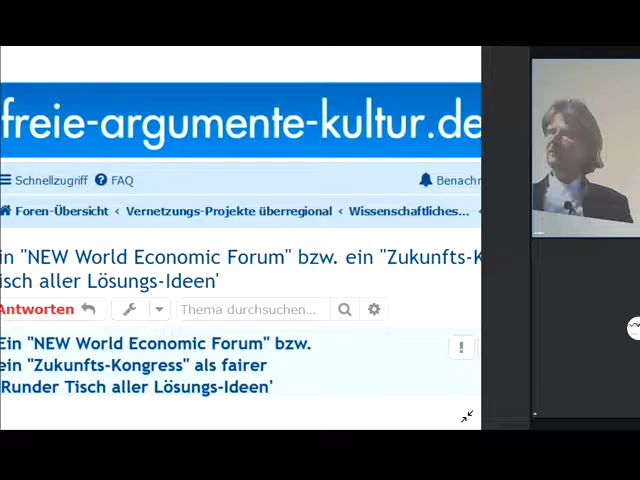 freie-argumente-kultur.de
Schnellzugriff FAQ Benachr
Foren-Übersicht ‹ Vernetzungs-Projekte überregional ‹ Wissenschaftliches… ‹
in "NEW World Economic Forum" bzw. ein "Zukunfts-K
isch aller Lösungs-Ideen'
Antworten Thema durchsuchen…
Ein "NEW World Economic Forum" bzw.
ein "Zukunfts-Kongress" als fairer
Runder Tisch aller Lösungs-Ideen'